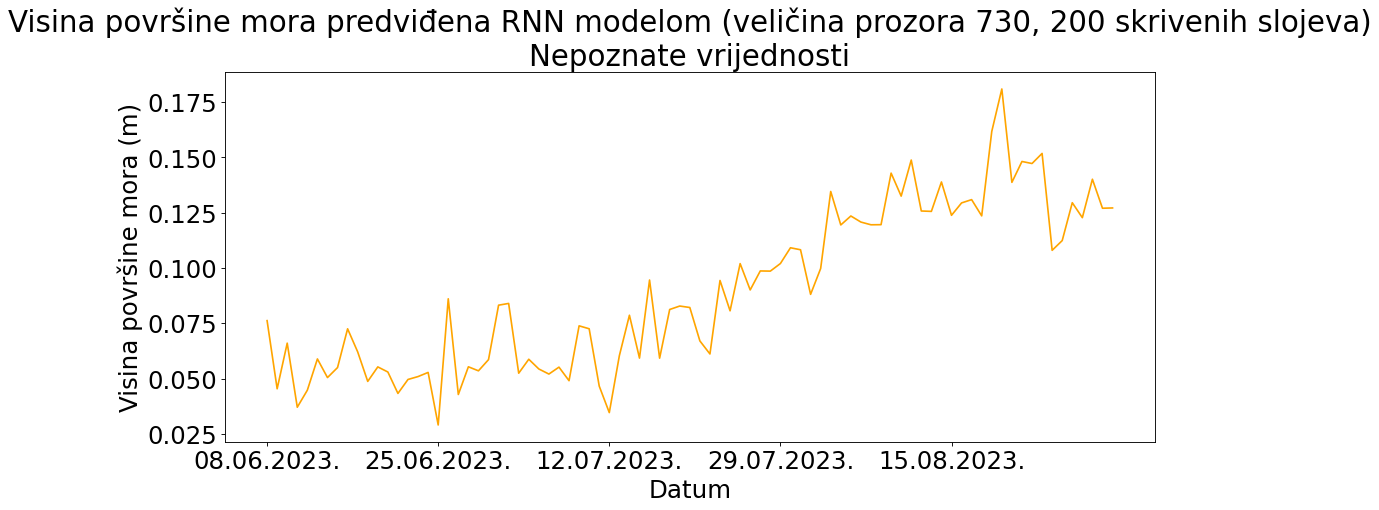 Visina površine mora predviđena RNN modelom (veličina prozora 730, 200 skrivenih slojeva)
Nepoznate vrijednosti
Visina površine mora (m)
0.175
0.150
0.125
0.100
0.075
0.050
0.025
08.06.2023. 25.06.2023. 12.07.2023. 29.07.2023. 15.08.2023.
Datum